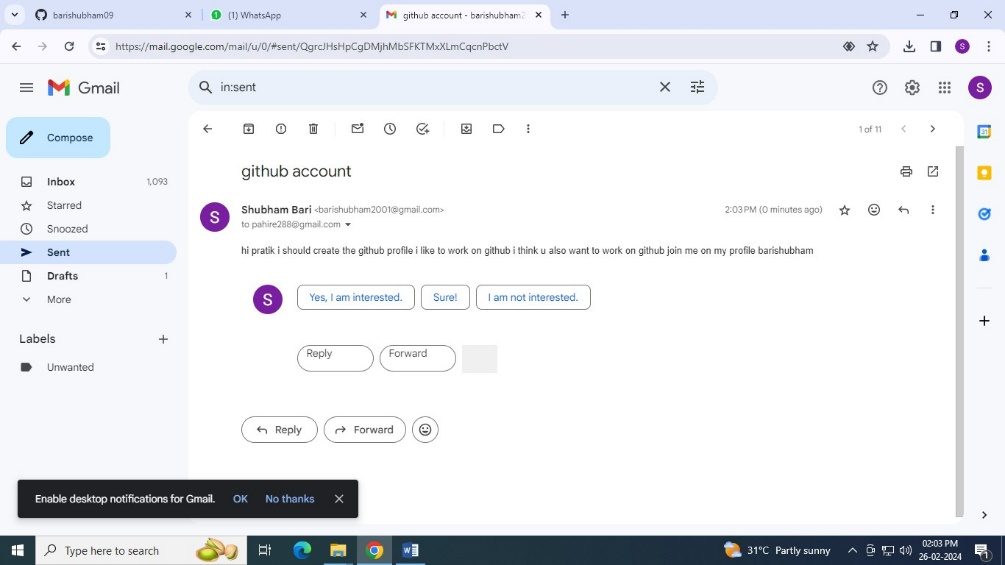 barishubham09
(1) WhatsApp
github account - barishubham2
https://mail.google.com/mail/u/0/#sent/QgrcJHsHpCgDMjhMbSFKTMxXLmCqcnPbctV
S
Gmail
in:sent
S
Compose
1 of 11
Inbox 1,093
Starred
Snoozed
Sent
Drafts 1
More
Labels
Unwanted
github account
S
Shubham Bari <barishubham2001@gmail.com>
2:03 PM (0 minutes ago)
to pahire288@gmail.com
hi pratik i should create the github profile i like to work on github i think u also want to work on github join me on my profile barishubham
S
Yes, I am interested.
Sure!
I am not interested.
Reply
Forward
Reply
Forward
31
Enable desktop notifications for Gmail.
OK
No thanks
Type here to search
31°C Partly sunny
02:03 PM
26-02-2024
1